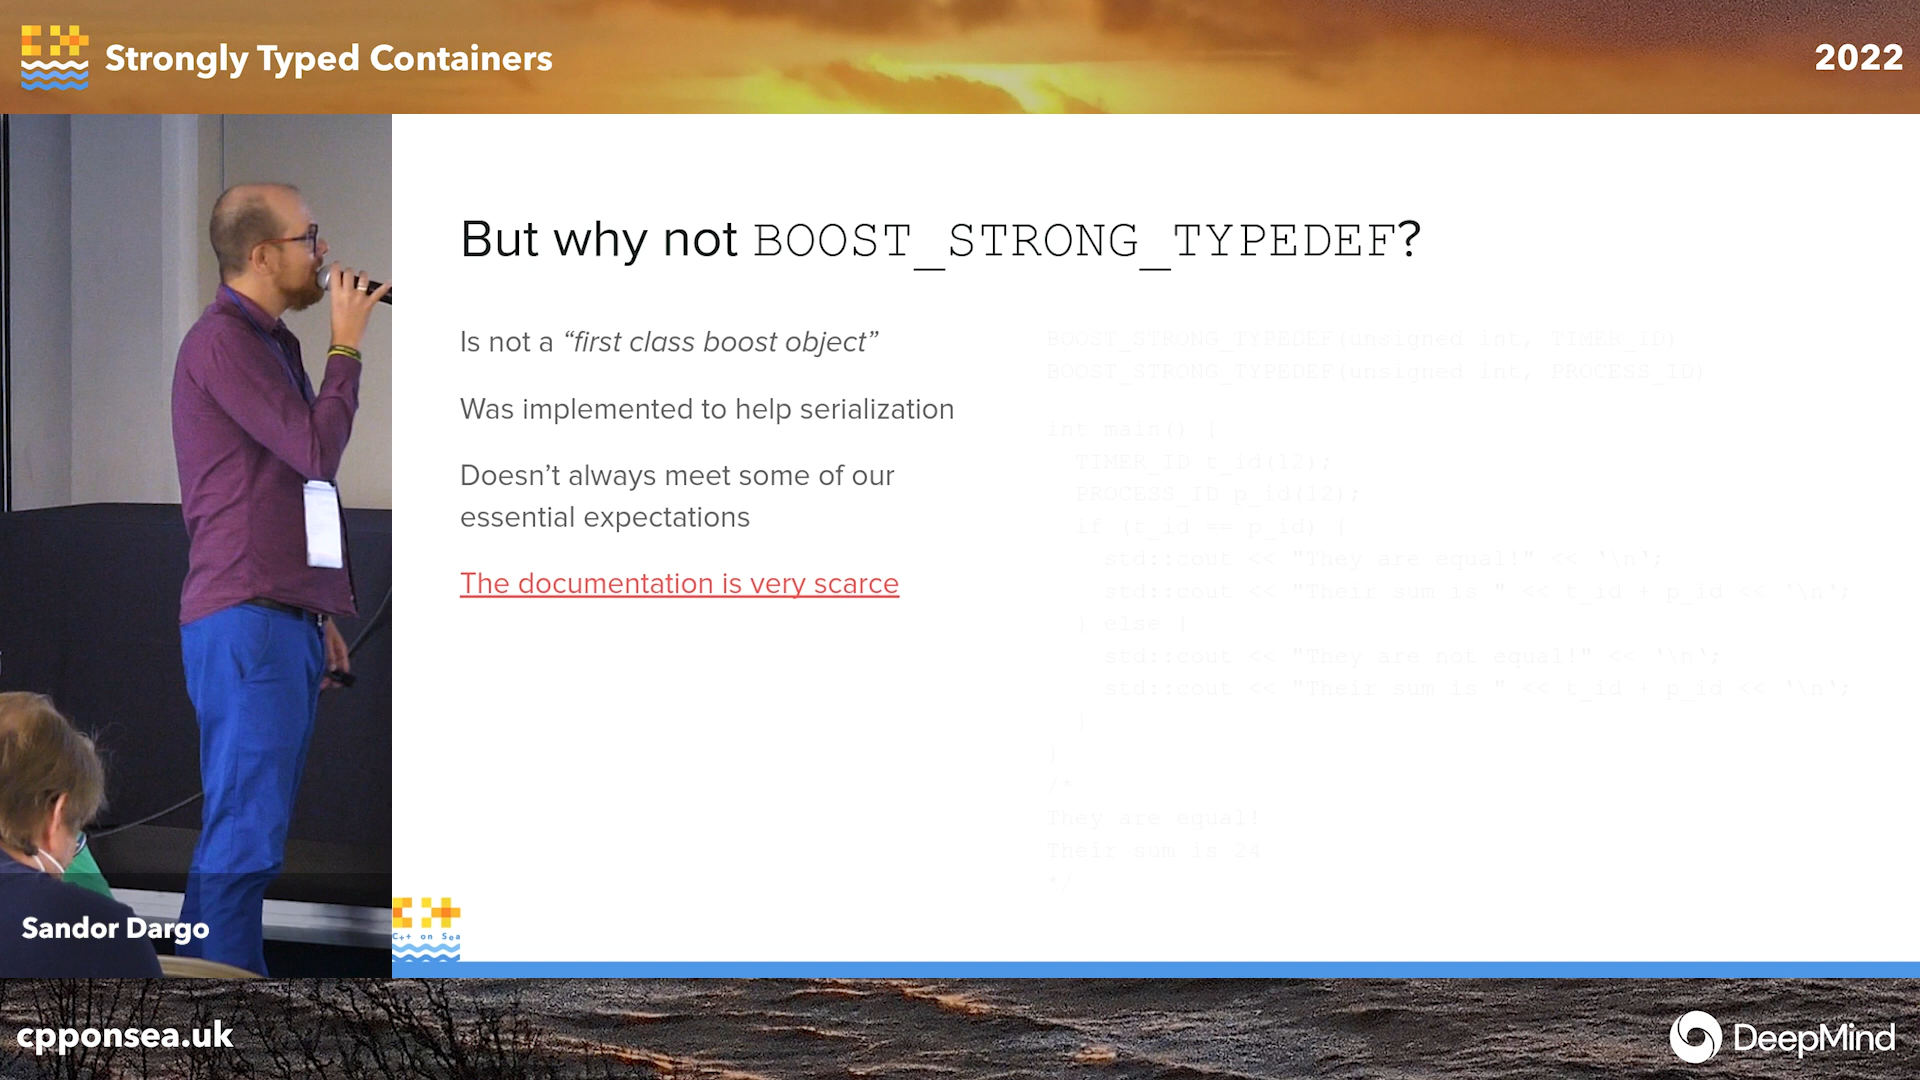 Strongly Typed Containers
2022
But why not BOOST_STRONG_TYPEDEF?
Is not a “first class boost object”
Was implemented to help serialization
Doesn’t always meet some of our
essential expectations
The documentation is very scarce
BOOST_STRONG_TYPEDEF(unsigned int, TIMER_ID)
BOOST_STRONG_TYPEDEF(unsigned int, PROCESS_ID)
int main() {
TIMER_ID t_id(12);
PROCESS_ID p_id(12);
if (t_id == p_id) {
std::cout << "They are equal!" << '\n';
std::cout << "Their sum is " << t_id + p_id << '\n';
} else {
std::cout << "They are not equal!" << '\n';
std::cout << "Their sum is " << t_id + p_id << '\n';
}
}
/*
They are equal!
Their sum is 24
*/
Sandor Dargo
C++ on Sea
cpponsea.uk
DeepMind